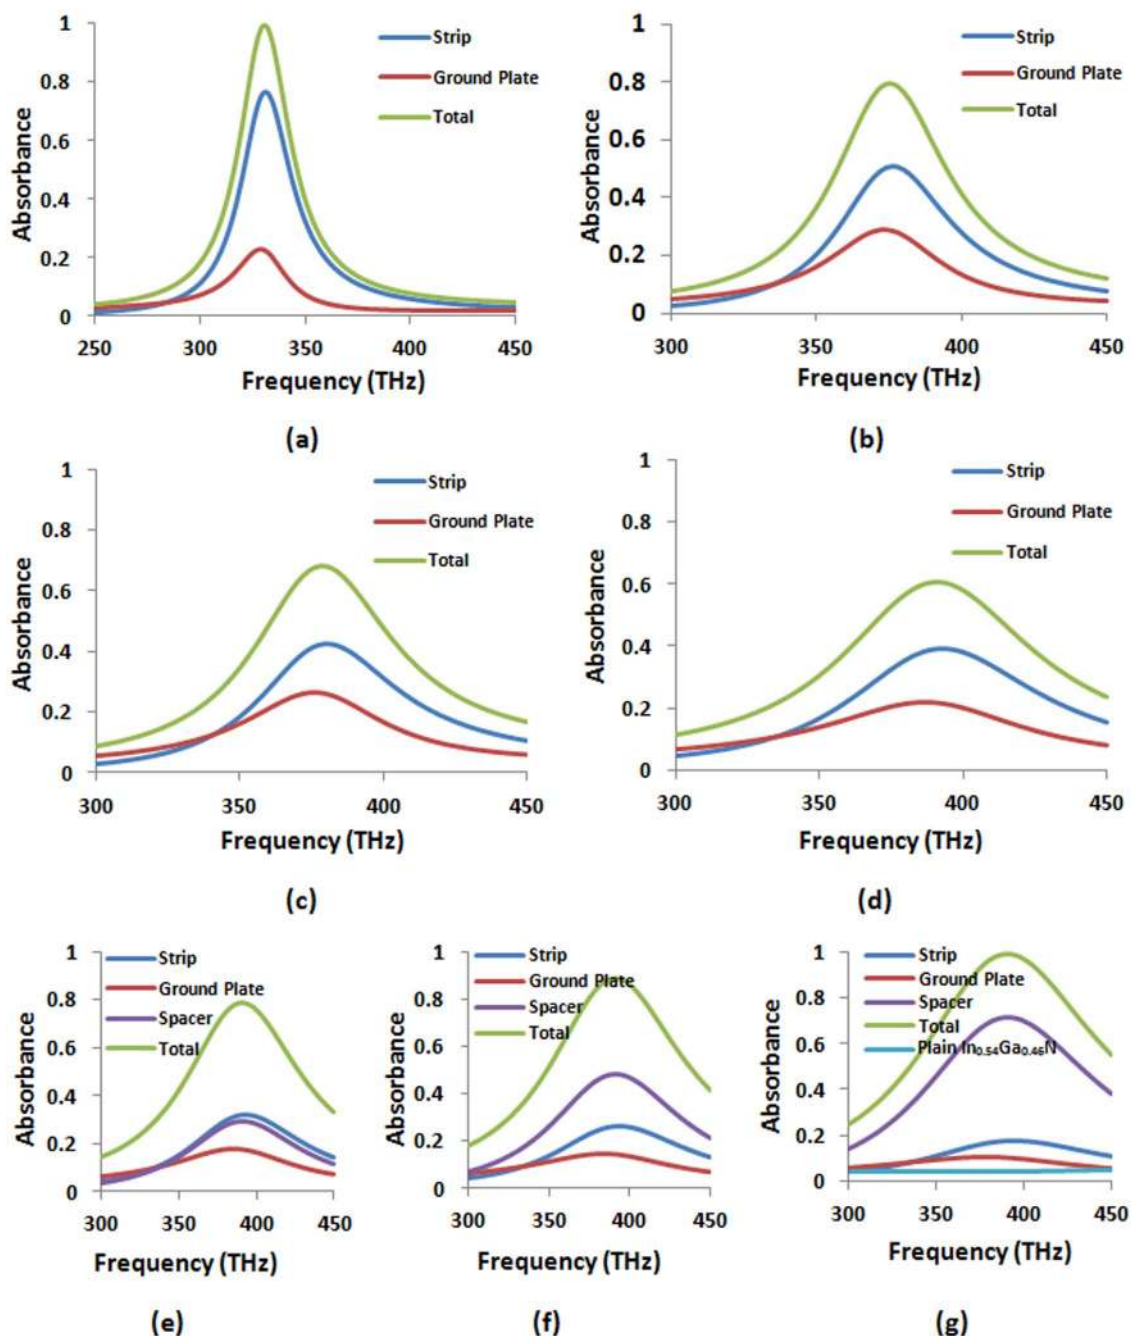 1
0.8
0.6
0.4
0.2
0
Absorbance
Strip
Ground Plate
Total
250 300 350 400 450
Frequency (THz)
(a)
1
0.8
0.6
0.4
0.2
0
Absorbance
Strip
Ground Plate
Total
300 350 400 450
Frequency (THz)
(b)
1
0.8
0.6
0.4
0.2
0
Absorbance
Strip
Ground Plate
Total
300 350 400 450
Frequency (THz)
(c)
1
0.8
0.6
0.4
0.2
0
Absorbance
Strip
Ground Plate
Total
300 350 400 450
Frequency (THz)
(d)
1
0.8
0.6
0.4
0.2
0
Absorbance
Strip
Ground Plate
Spacer
Total
300 350 400 450
Frequency (THz)
(e)
1
0.8
0.6
0.4
0.2
0
Absorbance
Strip
Ground Plate
Spacer
Total
300 350 400 450
Frequency (THz)
(f)
1
0.8
0.6
0.4
0.2
0
Absorbance
Strip
Ground Plate
Spacer
Total
Plain In₀.₅₄Ga₀.₄₆N
300 350 400 450
Frequency (THz)
(g)